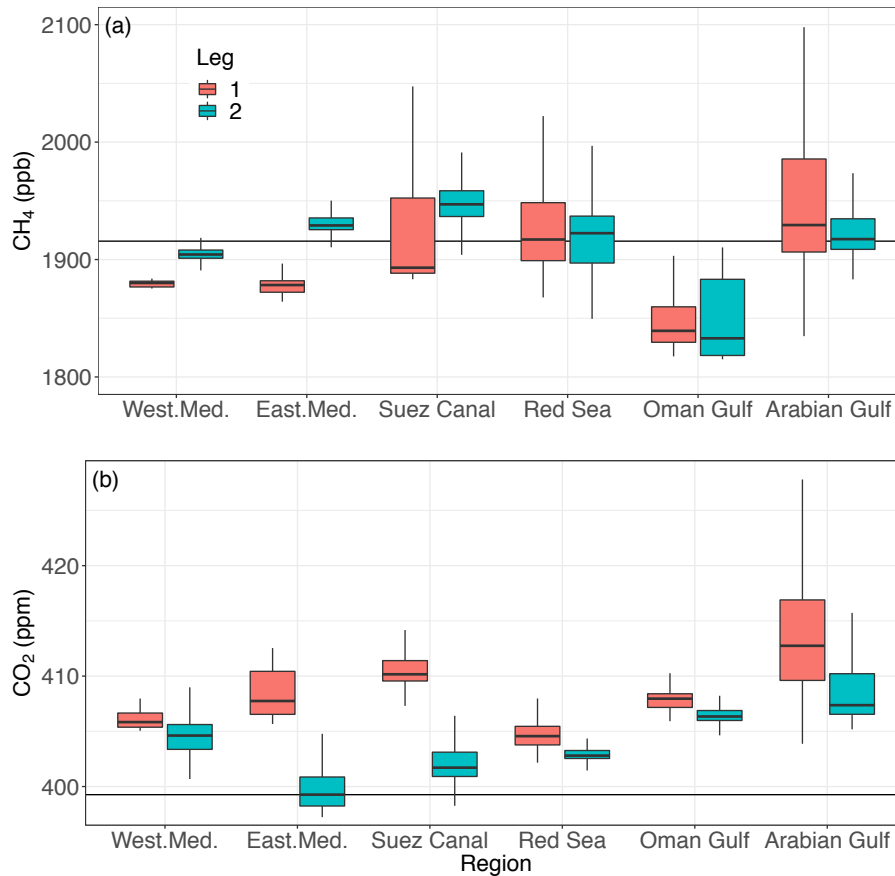 (a)
Leg
1
2
2100
2000
1900
1800
CH₄ (ppb)
West.Med. East.Med. Suez Canal Red Sea Oman Gulf Arabian Gulf
(b)
420
410
400
CO₂ (ppm)
West.Med. East.Med. Suez Canal Red Sea Oman Gulf Arabian Gulf
Region